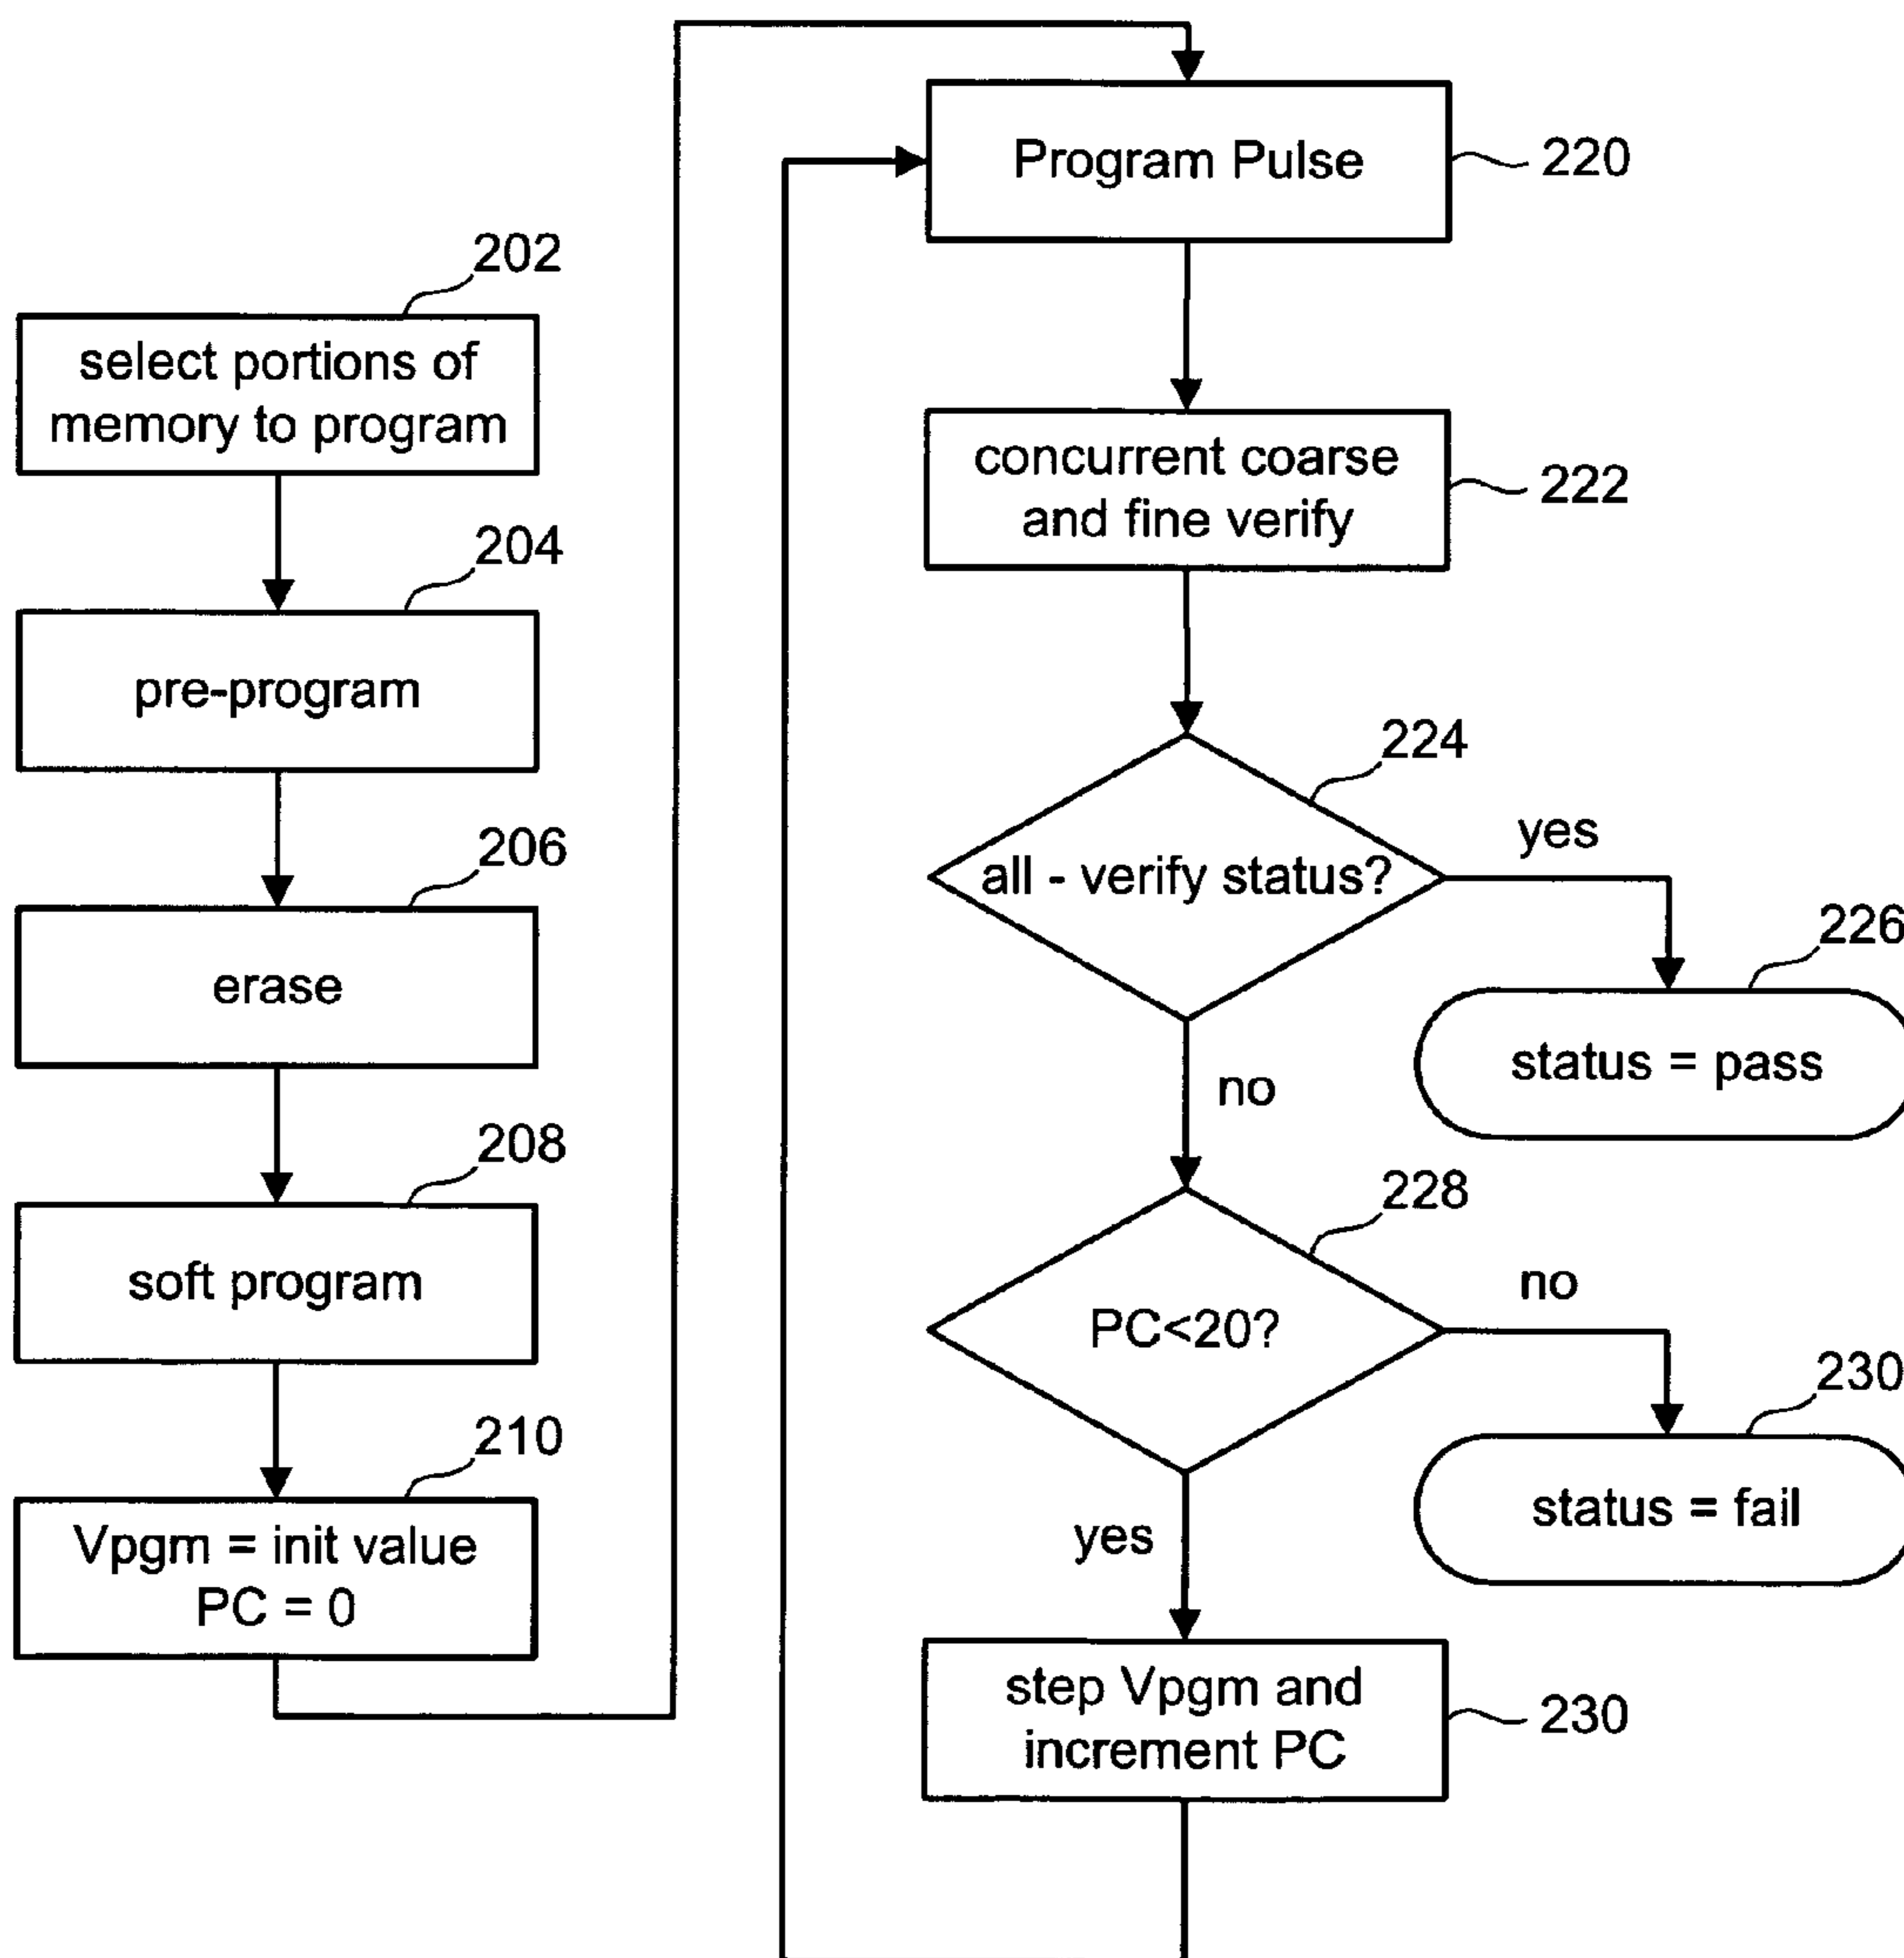 202
select portions of
memory to program
204
pre-program
206
erase
208
soft program
210
Vpgm = init value
PC = 0
Program Pulse
220
concurrent coarse
and fine verify
222
224
all - verify status?
yes
226
status = pass
no
228
PC<20?
no
230
status = fail
yes
step Vpgm and
increment PC
230